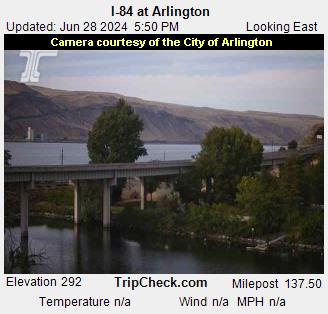 I-84 at Arlington
Updated: Jun 28 2024 5:50 PM Looking East
Camera courtesy of the City of Arlington
Elevation 292 TripCheck.com Milepost 137.50
Temperature n/a Wind n/a MPH n/a